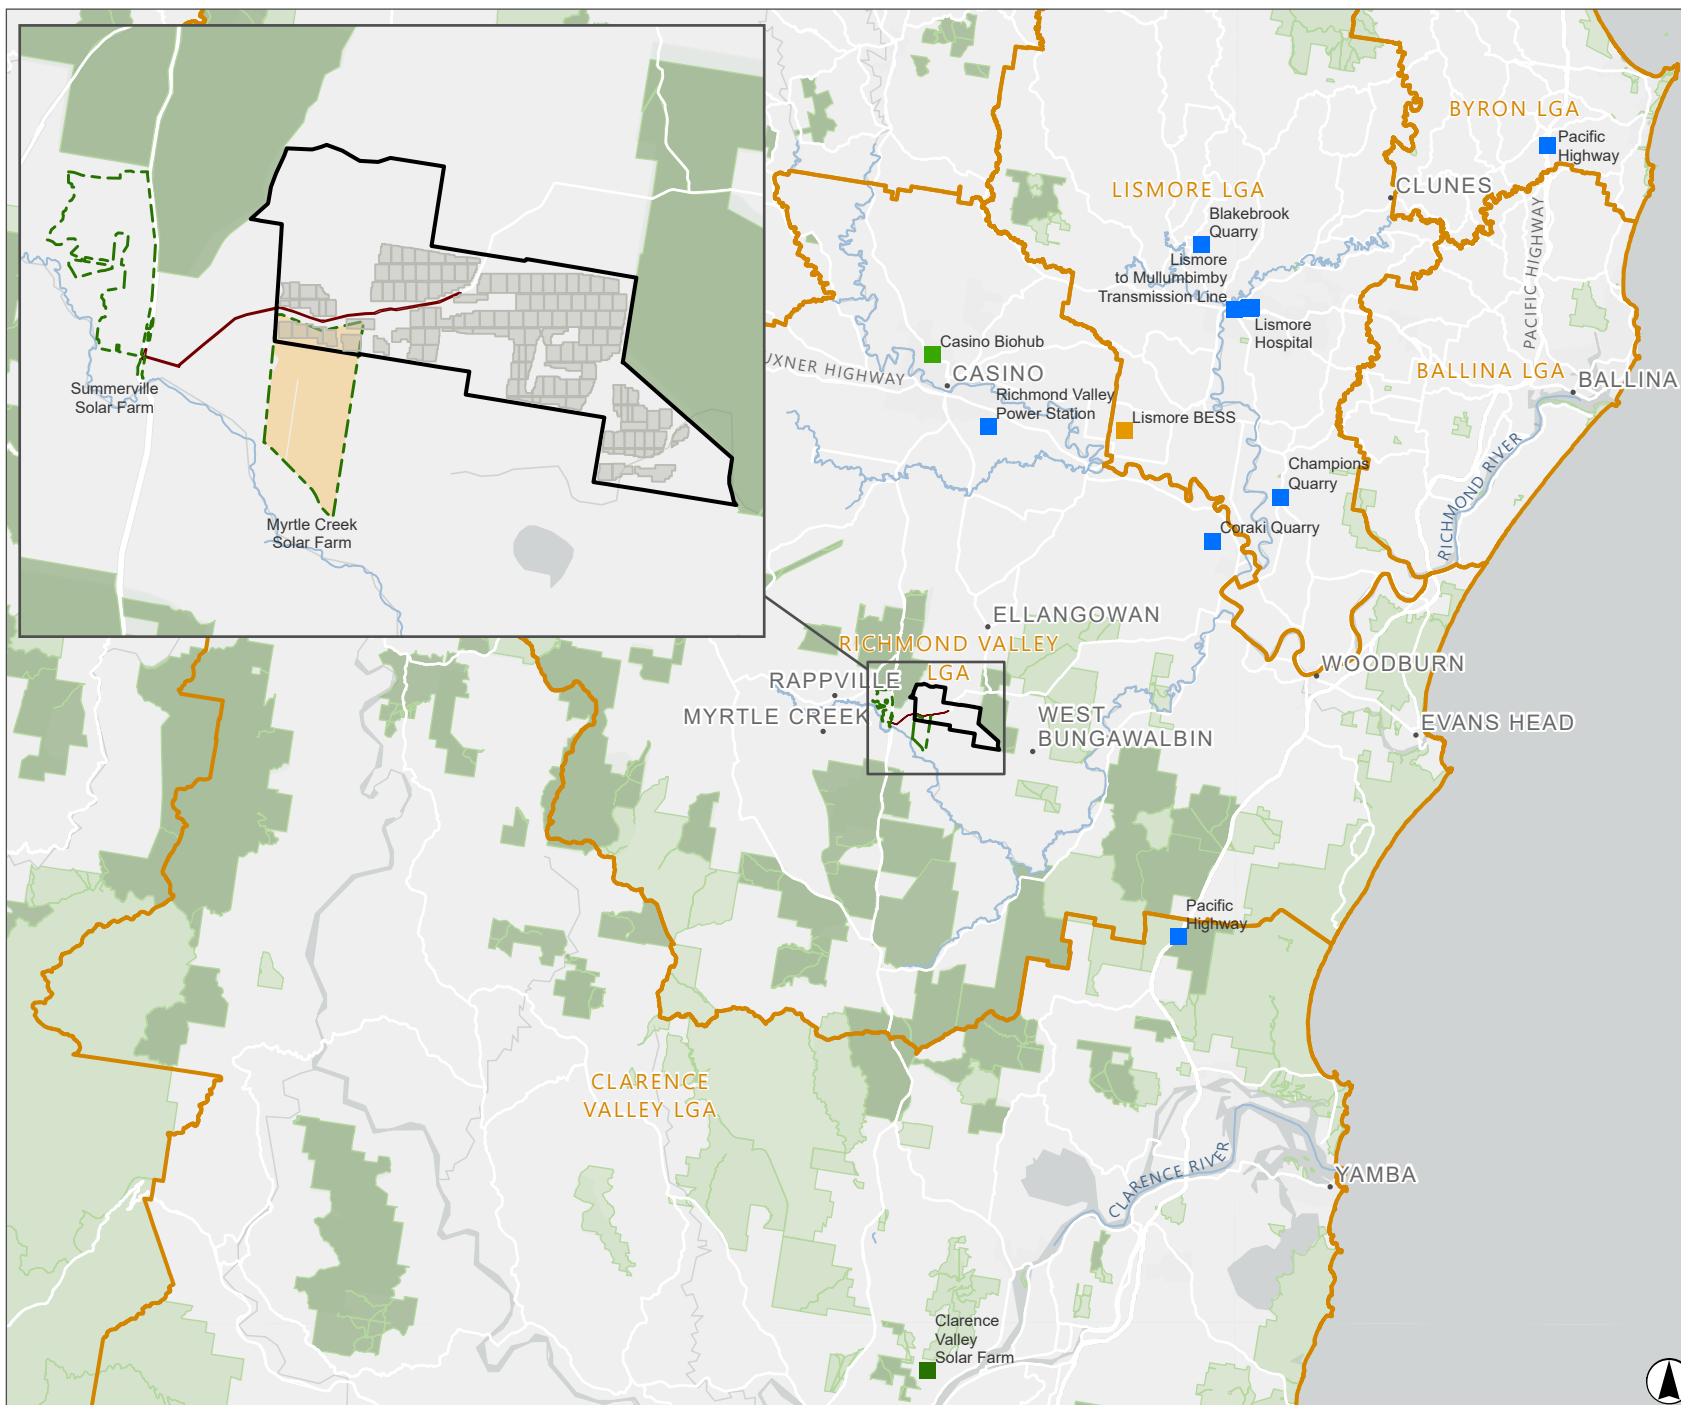 BYRON LGA
Pacific
Highway
LISMORE LGA
CLUNES
Blakebrook
Quarry
PACIFIC HIGHWAY
Lismore
to Mullumbimby
Transmission Line
Lismore
Hospital
Casino Biohub
UXNER HIGHWAY
CASINO
BALLINA LGA
BALLINA
Summerville
Solar Farm
Richmond Valley
Power Station
Lismore BESS
RICHMOND RIVER
Champions
Quarry
Myrtle Creek
Solar Farm
Coraki Quarry
ELLANGOWAN
RICHMOND VALLEY
LGA
WOODBURN
RAPPVILLE
MYRTLE CREEK
WEST
BUNGAWALBIN
EVANS HEAD
Pacific
Highway
CLARENCE
VALLEY LGA
CLARENCE RIVER
YAMBA
Clarence
Valley
Solar Farm